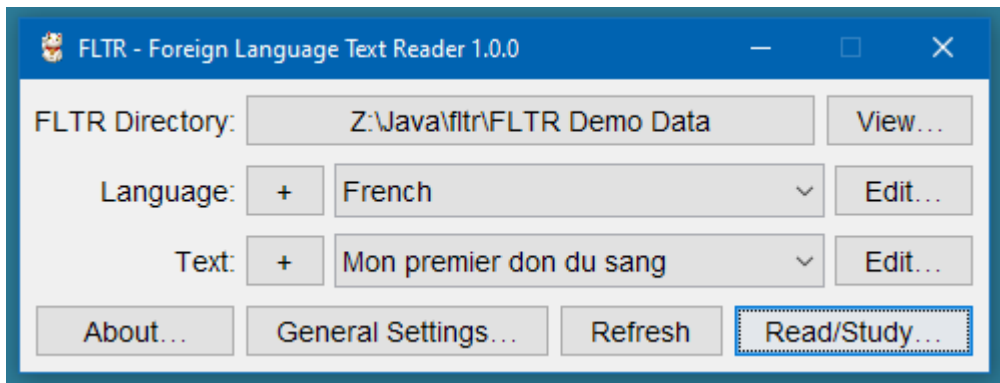 FLTR - Foreign Language Text Reader 1.0.0
FLTR Directory: Z:\Java\fltr\FLTR Demo Data View...
Language: + French Edit...
Text: + Mon premier don du sang Edit...
About... General Settings... Refresh Read/Study...